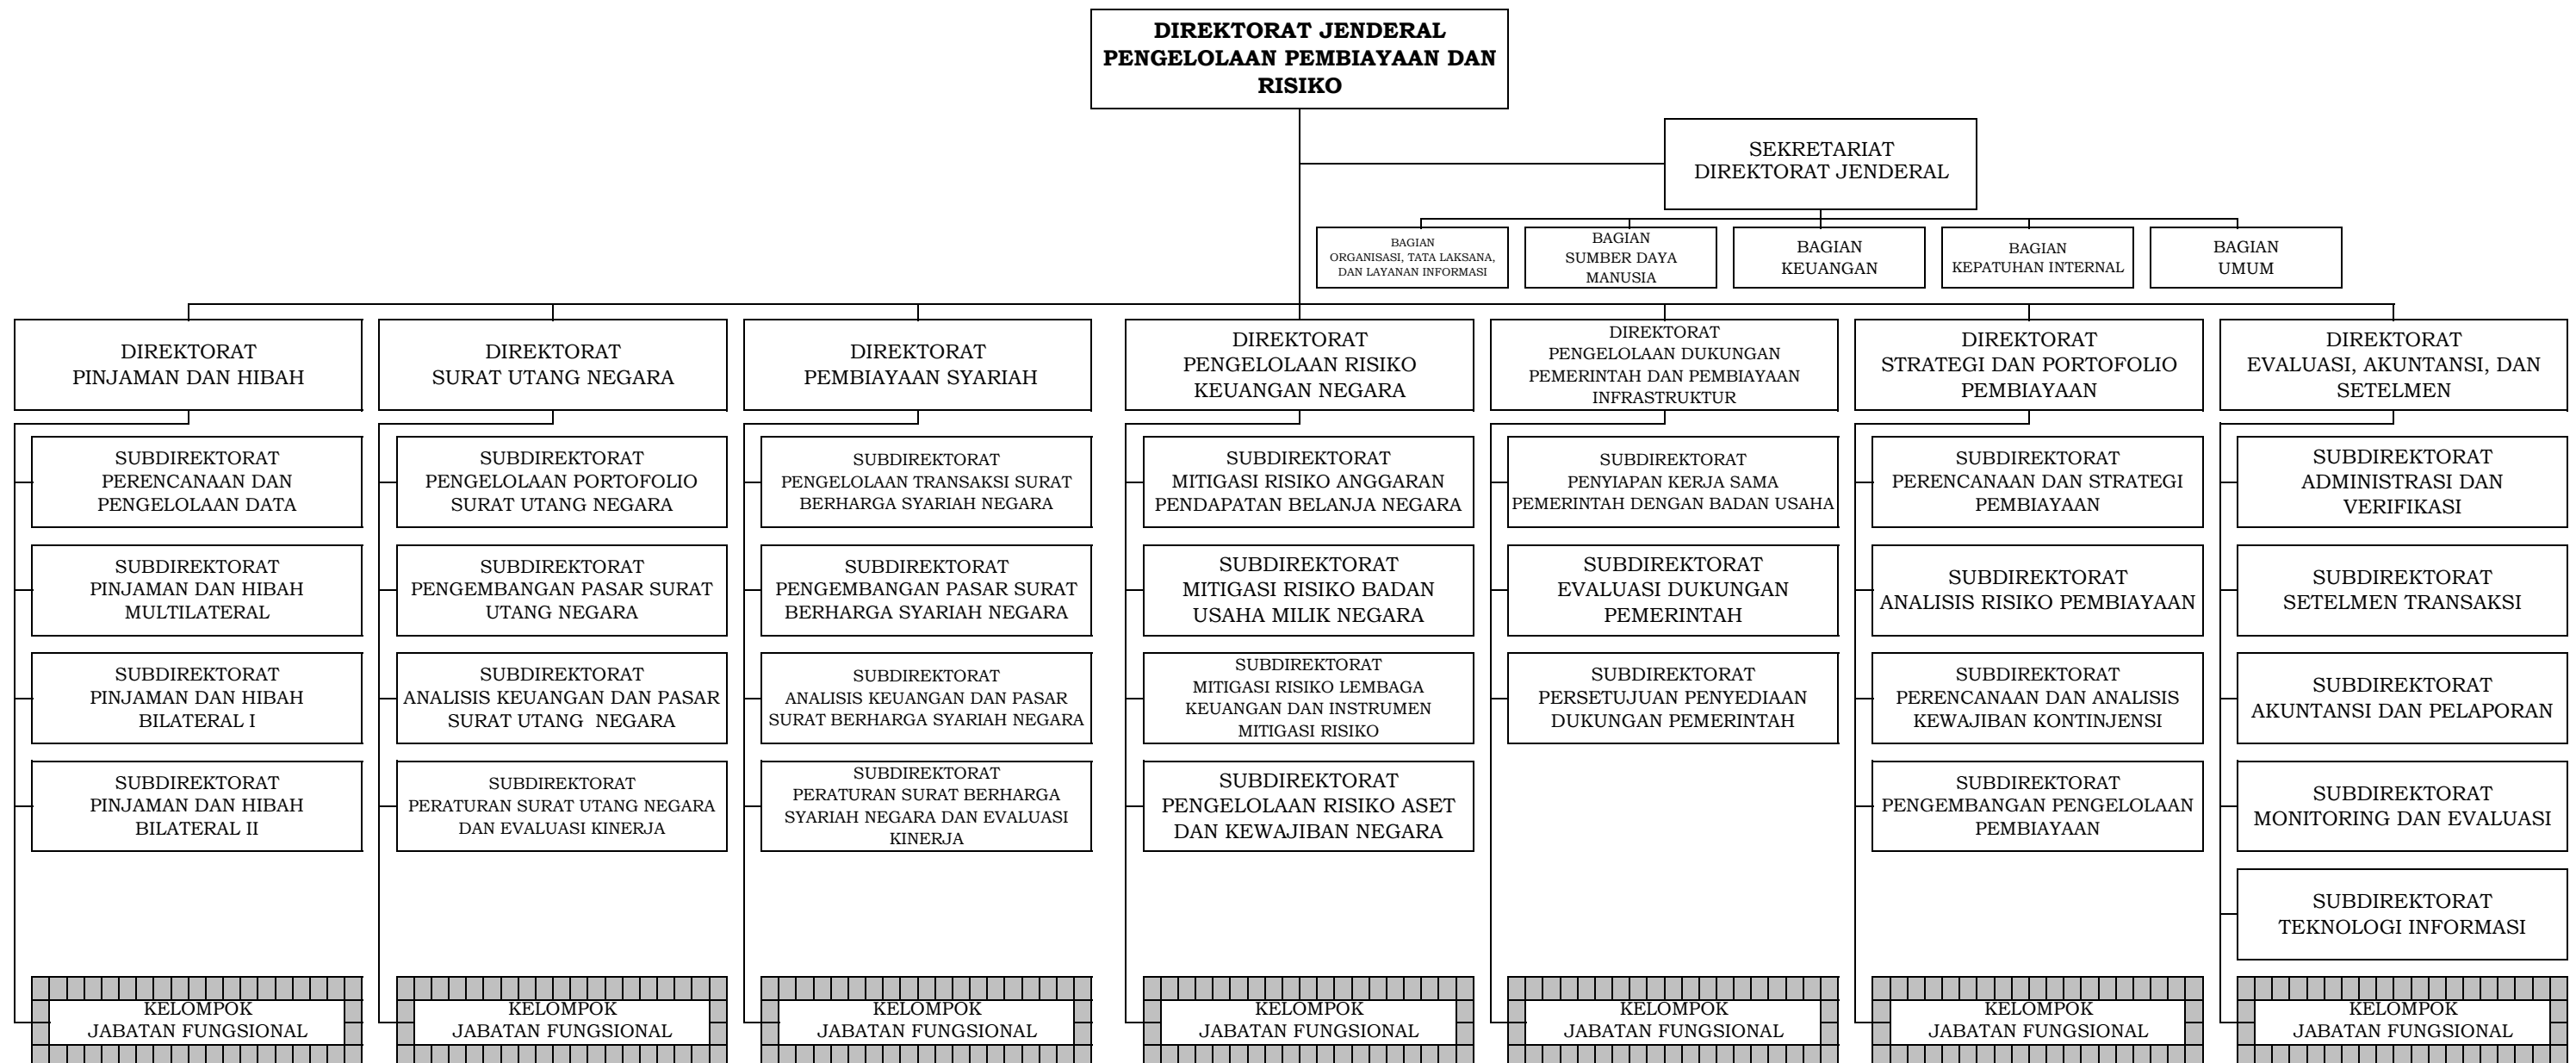 DIREKTORAT JENDERAL
PENGELOLAAN PEMBIAYAAN DAN
RISIKO
SEKRETARIAT
DIREKTORAT JENDERAL
BAGIAN
ORGANISASI, TATA LAKSANA,
DAN LAYANAN INFORMASI
BAGIAN
SUMBER DAYA
MANUSIA
BAGIAN
KEUANGAN
BAGIAN
KEPATUHAN INTERNAL
BAGIAN
UMUM
DIREKTORAT
PINJAMAN DAN HIBAH
DIREKTORAT
SURAT UTANG NEGARA
DIREKTORAT
PEMBIAYAAN SYARIAH
DIREKTORAT
PENGELOLAAN RISIKO
KEUANGAN NEGARA
DIREKTORAT
PENGELOLAAN DUKUNGAN
PEMERINTAH DAN PEMBIAYAAN
INFRASTRUKTUR
DIREKTORAT
STRATEGI DAN PORTOFOLIO
PEMBIAYAAN
DIREKTORAT
EVALUASI, AKUNTANSI, DAN
SETELMEN
SUBDIREKTORAT
PERENCANAAN DAN
PENGELOLAAN DATA
SUBDIREKTORAT
PENGELOLAAN PORTOFOLIO
SURAT UTANG NEGARA
SUBDIREKTORAT
PENGELOLAAN TRANSAKSI SURAT
BERHARGA SYARIAH NEGARA
SUBDIREKTORAT
MITIGASI RISIKO ANGGARAN
PENDAPATAN BELANJA NEGARA
SUBDIREKTORAT
PENYIAPAN KERJA SAMA
PEMERINTAH DENGAN BADAN USAHA
SUBDIREKTORAT
PERENCANAAN DAN STRATEGI
PEMBIAYAAN
SUBDIREKTORAT
ADMINISTRASI DAN
VERIFIKASI
SUBDIREKTORAT
PINJAMAN DAN HIBAH
MULTILATERAL
SUBDIREKTORAT
PENGEMBANGAN PASAR SURAT
UTANG NEGARA
SUBDIREKTORAT
PENGEMBANGAN PASAR SURAT
BERHARGA SYARIAH NEGARA
SUBDIREKTORAT
MITIGASI RISIKO BADAN
USAHA MILIK NEGARA
SUBDIREKTORAT
EVALUASI DUKUNGAN
PEMERINTAH
SUBDIREKTORAT
ANALISIS RISIKO PEMBIAYAAN
SUBDIREKTORAT
SETELMEN TRANSAKSI
SUBDIREKTORAT
PINJAMAN DAN HIBAH
BILATERAL I
SUBDIREKTORAT
ANALISIS KEUANGAN DAN PASAR
SURAT UTANG NEGARA
SUBDIREKTORAT
ANALISIS KEUANGAN DAN PASAR
SURAT BERHARGA SYARIAH NEGARA
SUBDIREKTORAT
MITIGASI RISIKO LEMBAGA
KEUANGAN DAN INSTRUMEN
MITIGASI RISIKO
SUBDIREKTORAT
PERSETUJUAN PENYEDIAAN
DUKUNGAN PEMERINTAH
SUBDIREKTORAT
PERENCANAAN DAN ANALISIS
KEWAJIBAN KONTINJENSI
SUBDIREKTORAT
AKUNTANSI DAN PELAPORAN
SUBDIREKTORAT
PINJAMAN DAN HIBAH
BILATERAL II
SUBDIREKTORAT
PERATURAN SURAT UTANG NEGARA
DAN EVALUASI KINERJA
SUBDIREKTORAT
PERATURAN SURAT BERHARGA
SYARIAH NEGARA DAN EVALUASI
KINERJA
SUBDIREKTORAT
PENGELOLAAN RISIKO ASET
DAN KEWAJIBAN NEGARA
SUBDIREKTORAT
PENGEMBANGAN PENGELOLAAN
PEMBIAYAAN
SUBDIREKTORAT
MONITORING DAN EVALUASI
SUBDIREKTORAT
TEKNOLOGI INFORMASI
KELOMPOK
JABATAN FUNGSIONAL
KELOMPOK
JABATAN FUNGSIONAL
KELOMPOK
JABATAN FUNGSIONAL
KELOMPOK
JABATAN FUNGSIONAL
KELOMPOK
JABATAN FUNGSIONAL
KELOMPOK
JABATAN FUNGSIONAL
KELOMPOK
JABATAN FUNGSIONAL